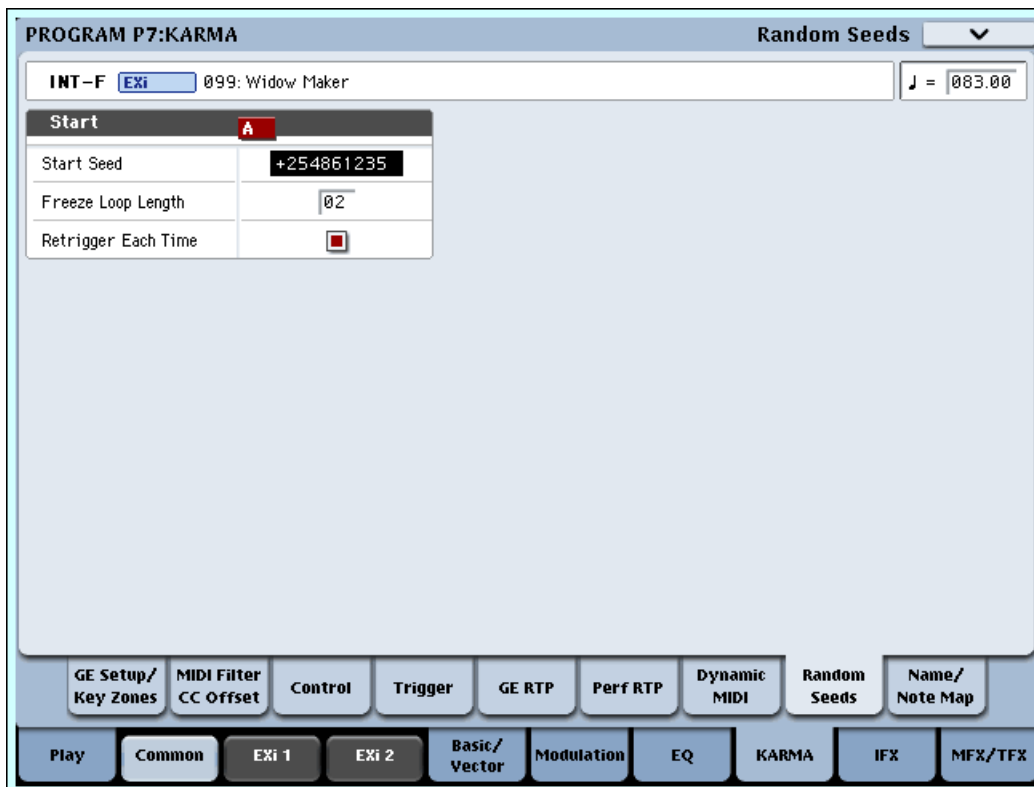 PROGRAM P7:KARMA Random Seeds
INT-F EXi 099: Widow Maker ♩ = 083.00
Start A
Start Seed +254861235
Freeze Loop Length 02
Retrigger Each Time
GE Setup/ Key Zones MIDI Filter CC Offset Control Trigger GE RTP Perf RTP Dynamic MIDI Random Seeds Name/ Note Map
Play Common EXi 1 EXi 2 Basic/ Vector Modulation EQ KARMA IFX MFX/TFX